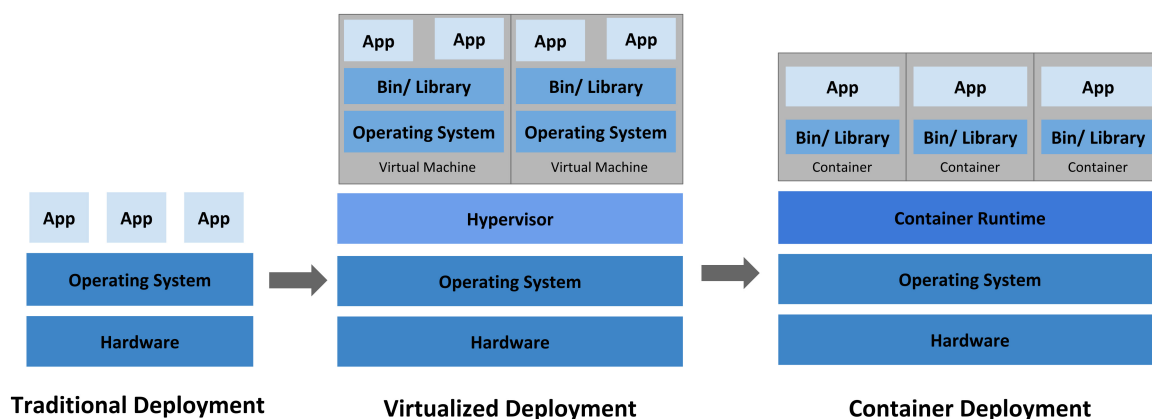 App App App
Operating System
Hardware
Traditional Deployment
App App App App
Bin/ Library Bin/ Library
Operating System Operating System
Virtual Machine Virtual Machine
Hypervisor
Operating System
Hardware
Virtualized Deployment
App App App
Bin/ Library Bin/ Library Bin/ Library
Container Container Container
Container Runtime
Operating System
Hardware
Container Deployment